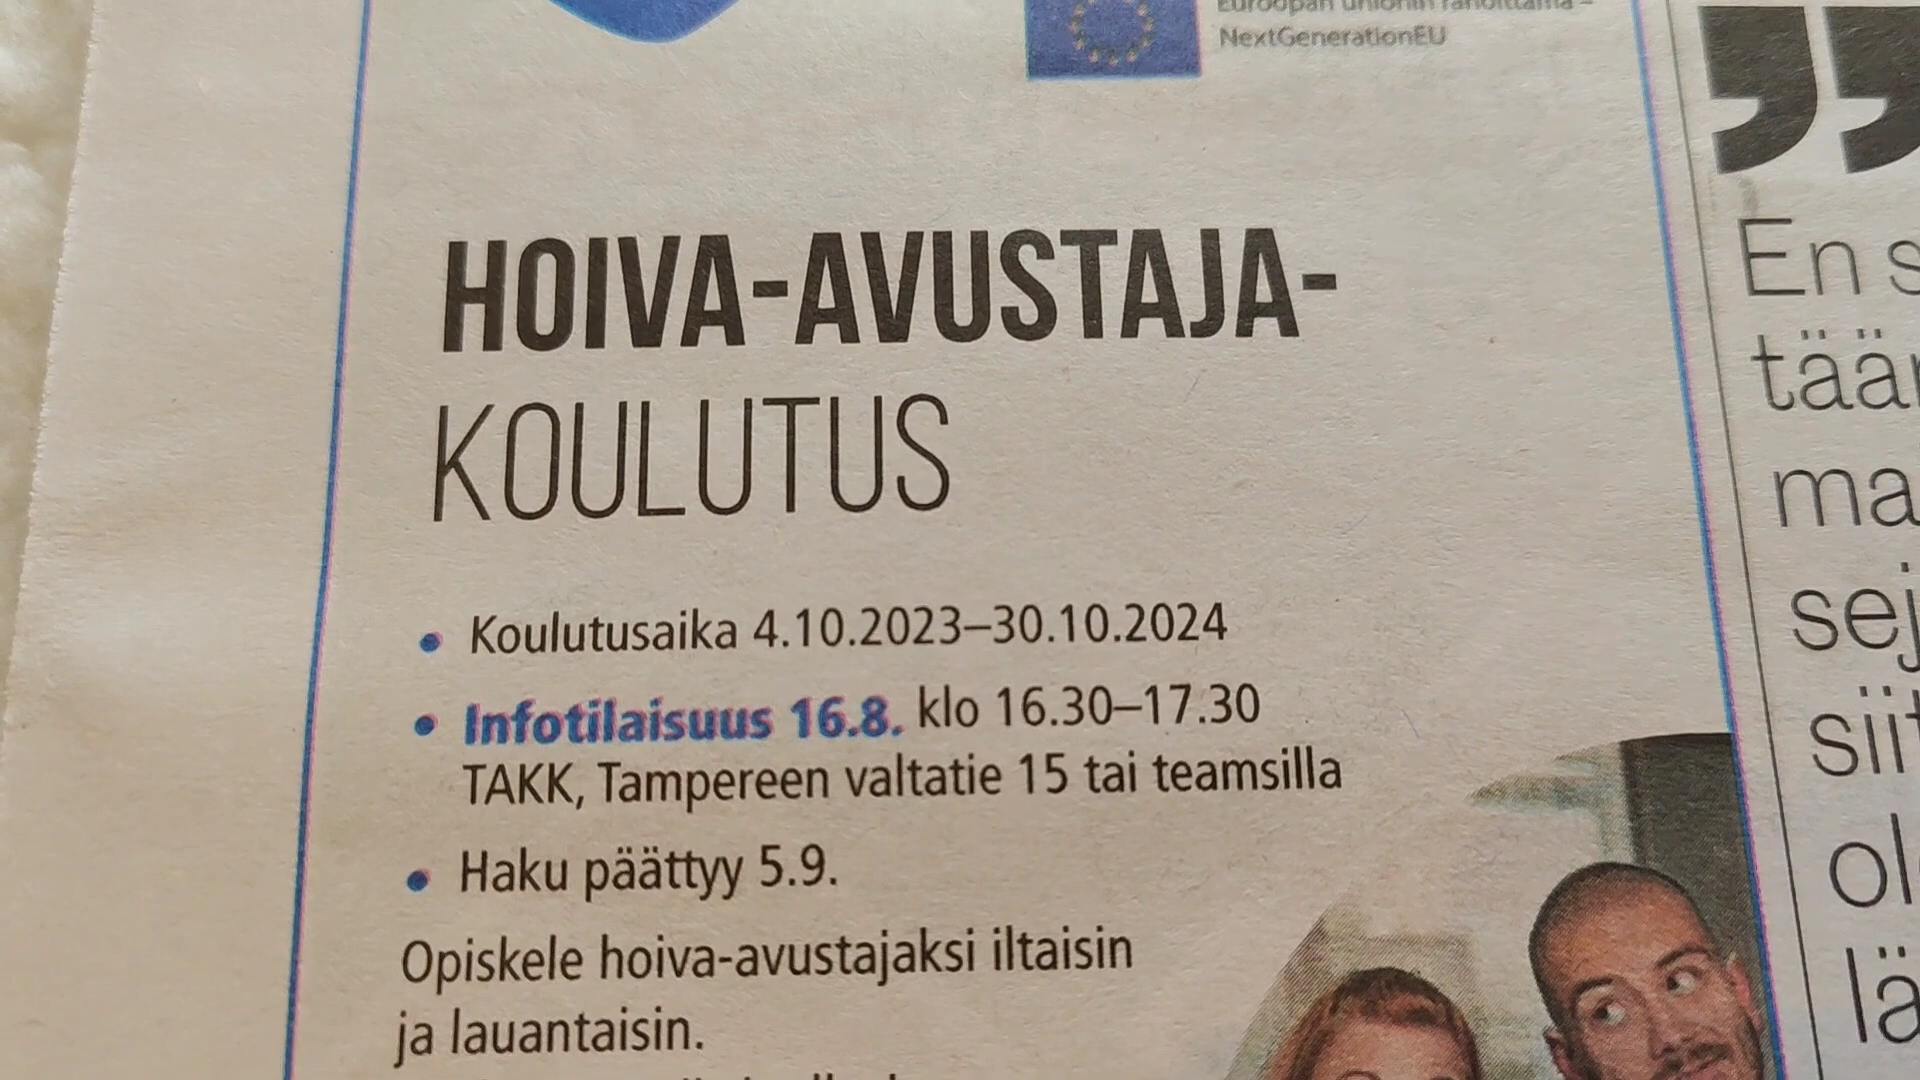 Euroopan unionin rahoittama –
NextGenerationEU
HOIVA-AVUSTAJA-
KOULUTUS
• Koulutusaika 4.10.2023–30.10.2024
• Infotilaisuus 16.8. klo 16.30–17.30
TAKK, Tampereen valtatie 15 tai teamsilla
• Haku päättyy 5.9.
Opiskele hoiva-avustajaksi iltaisin
ja lauantaisin.
”
En s
tää
ma
sej
siit
ol
lä